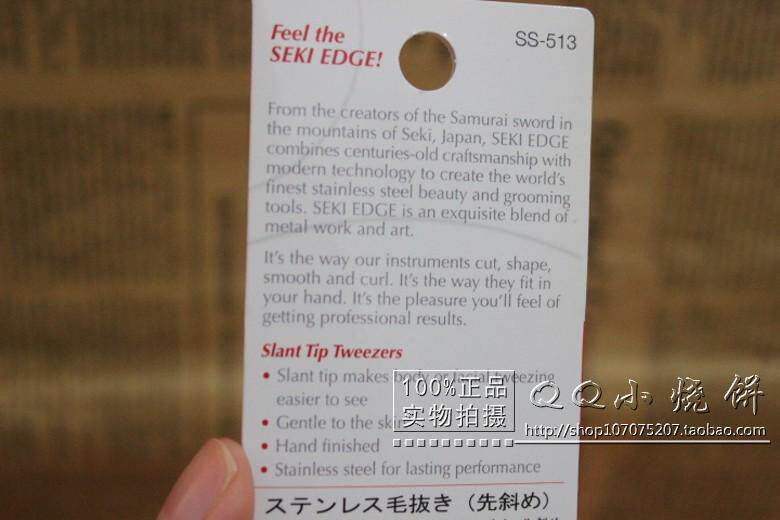 Feel the
SEKI EDGE!
SS-513
From the creators of the Samurai sword in
the mountains of Seki, Japan, SEKI EDGE
combines centuries-old craftsmanship with
modern technology to create the world's
finest stainless steel beauty and grooming
tools. SEKI EDGE is an exquisite blend of
metal work and art.
It's the way our instruments cut, shape,
smooth and curl. It's the way they fit in
your hand. It's the pleasure you'll feel of
getting professional results.
Slant Tip Tweezers
• Slant tip makes body or facial tweezing
easier to see
• Gentle to the skin
• Hand finished
• Stainless steel for lasting performance
ステンレス毛抜き（先斜め）
100%正品
实物拍摄
QQ小烧饼
http://shop107075207.taobao.com